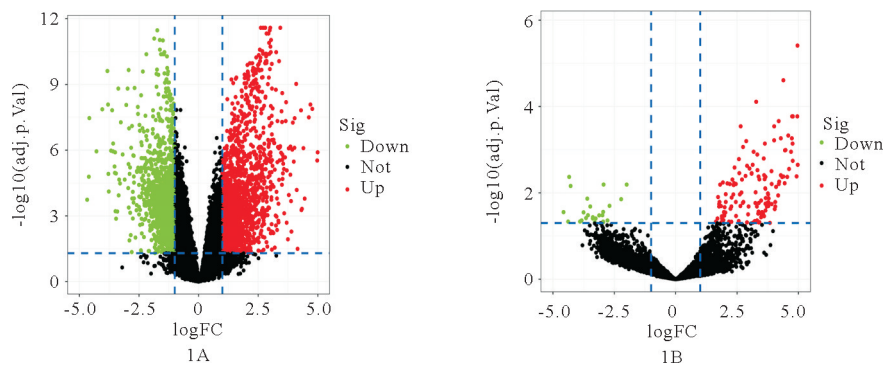 12
9
6
3
0
-log10(adj.p.Val)
-5.0 -2.5 0 2.5 5.0
logFC
1A
Sig
Down
Not
Up
6
4
2
0
-log10(adj.p.Val)
-5.0 -2.5 0 2.5 5.0
logFC
1B
Sig
Down
Not
Up